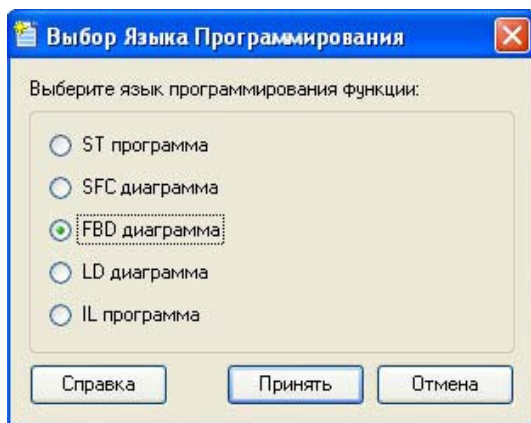 Выбор Языка Программирования
Выберите язык программирования функции:
ST программа
SFC диаграмма
FBD диаграмма
LD диаграмма
IL программа
Справка Принять Отмена